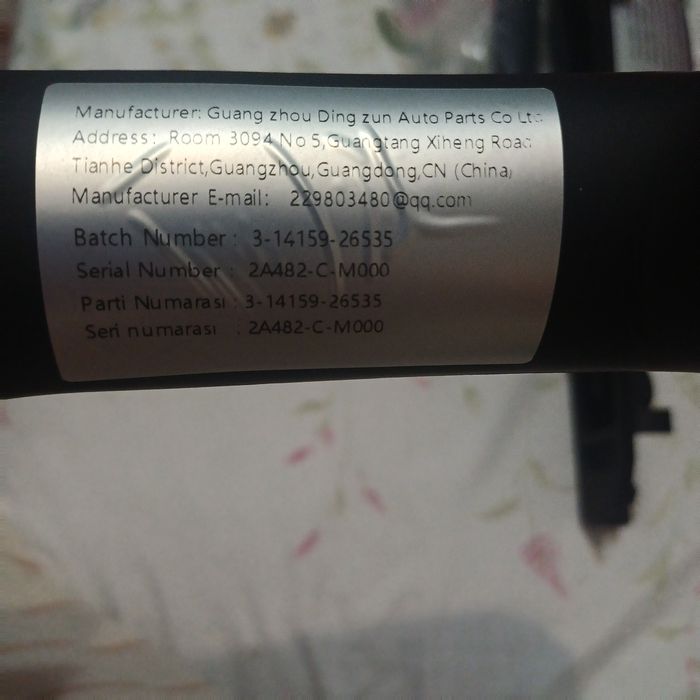 Manufacturer: Guang zhou Ding zun Auto Parts Co Ltd
Address: Room 3094 No 5,Guangtang Xiheng Road
Tianhe District,Guangzhou,Guangdong,CN (China)
Manufacturer E-mail: 229803480@qq.com
Batch Number : 3-14159-26535
Serial Number : 2A482-C-M000
Parti Numarası : 3-14159-26535
Seri numarası : 2A482-C-M000